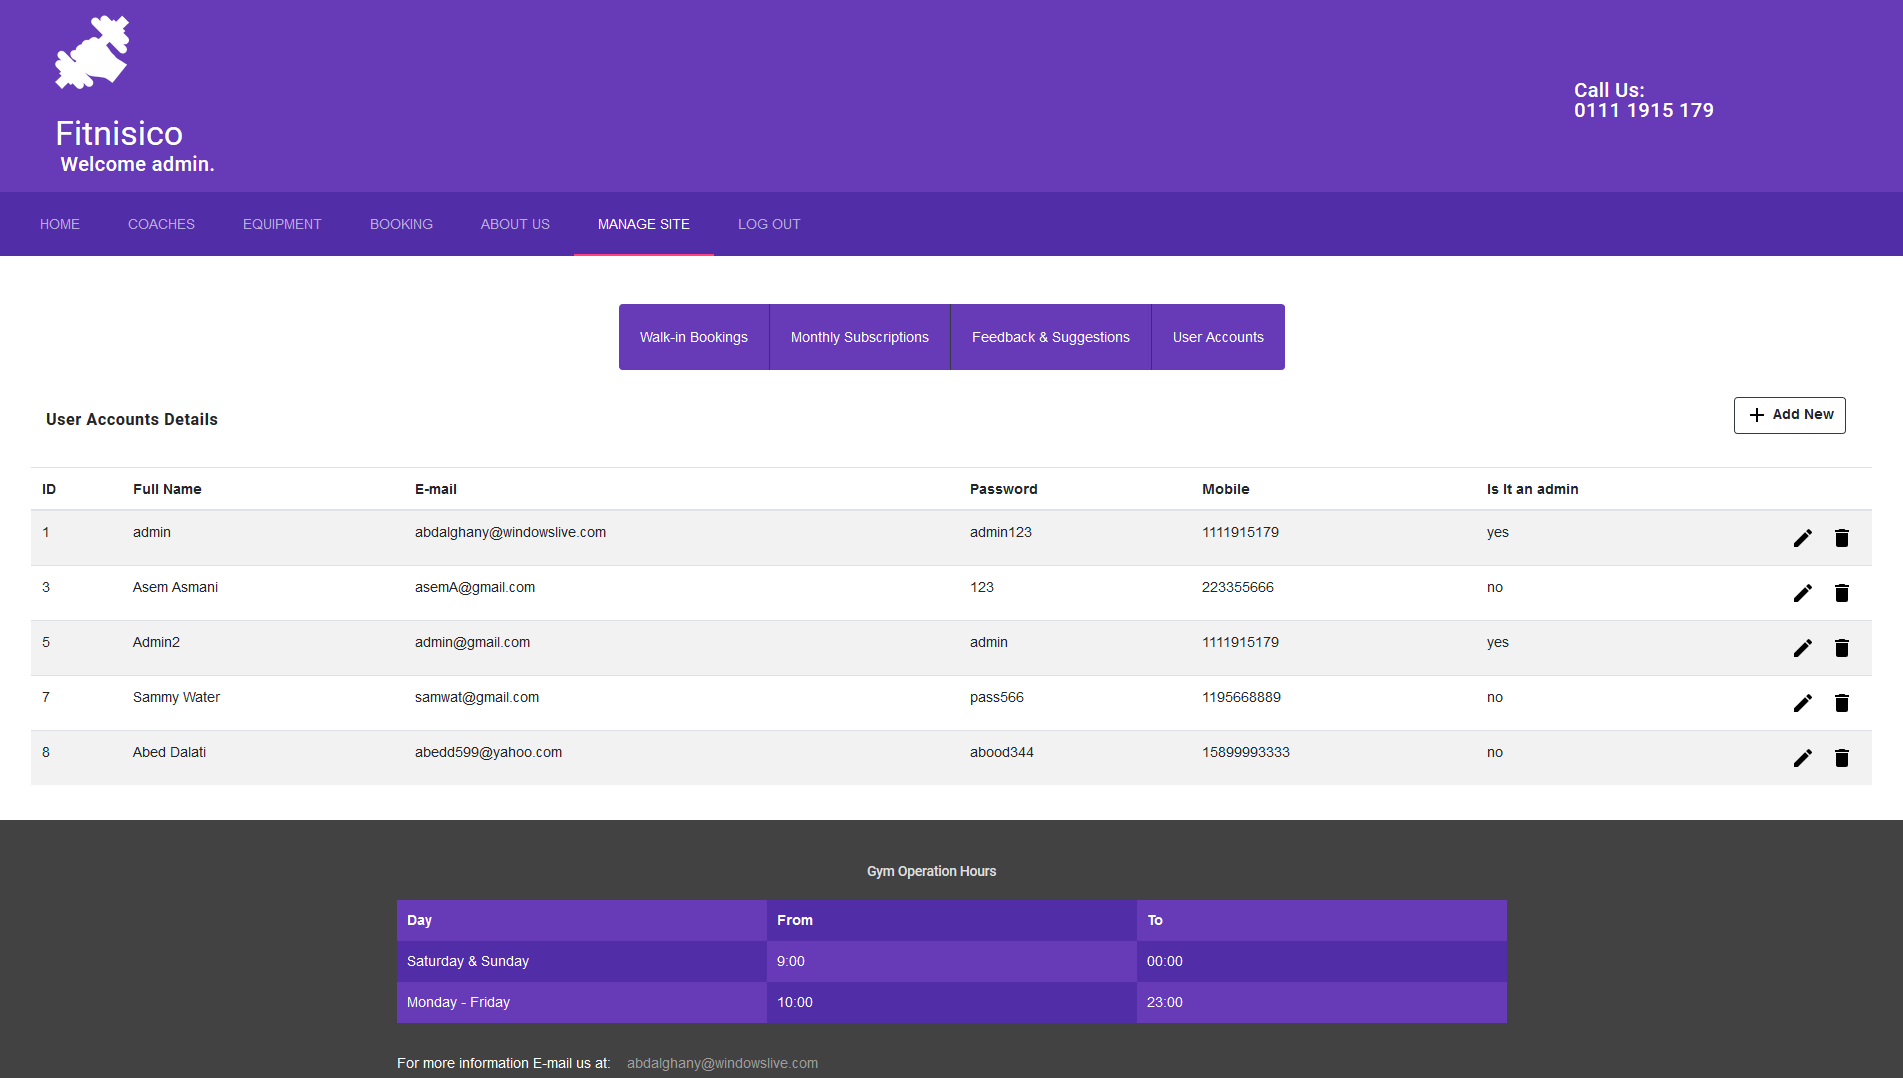 Fitnisico
Welcome admin.
Call Us:
0111 1915 179
HOME COACHES EQUIPMENT BOOKING ABOUT US MANAGE SITE LOG OUT
Walk-in Bookings Monthly Subscriptions Feedback & Suggestions User Accounts
User Accounts Details
Add New
ID Full Name E-mail Password Mobile Is It an admin
1 admin abdalghany@windowslive.com admin123 1111915179 yes
3 Asem Asmani asemA@gmail.com 123 223355666 no
5 Admin2 admin@gmail.com admin 1111915179 yes
7 Sammy Water samwat@gmail.com pass566 1195668889 no
8 Abed Dalati abedd599@yahoo.com abood344 15899993333 no
Gym Operation Hours
Day From To
Saturday & Sunday 9:00 00:00
Monday - Friday 10:00 23:00
For more information E-mail us at: abdalghany@windowslive.com